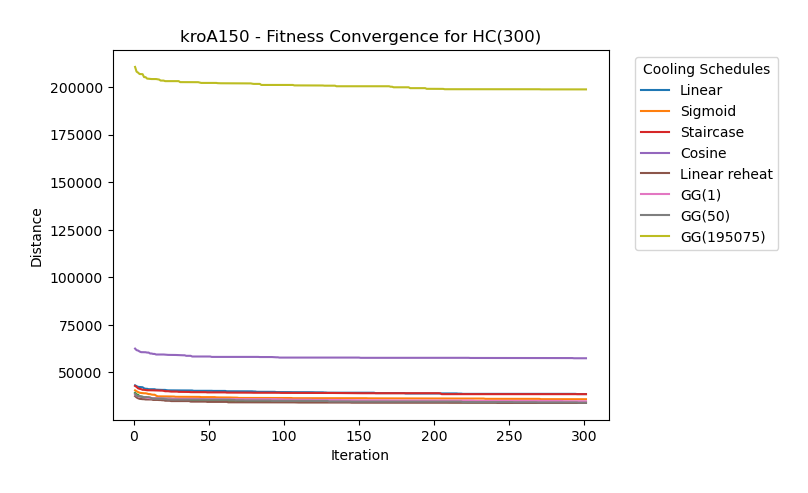 kroA150 - Fitness Convergence for HC(300)
Distance
200000
175000
150000
125000
100000
75000
50000
0 50 100 150 200 250 300
Iteration
Cooling Schedules
Linear
Sigmoid
Staircase
Cosine
Linear reheat
GG(1)
GG(50)
GG(195075)